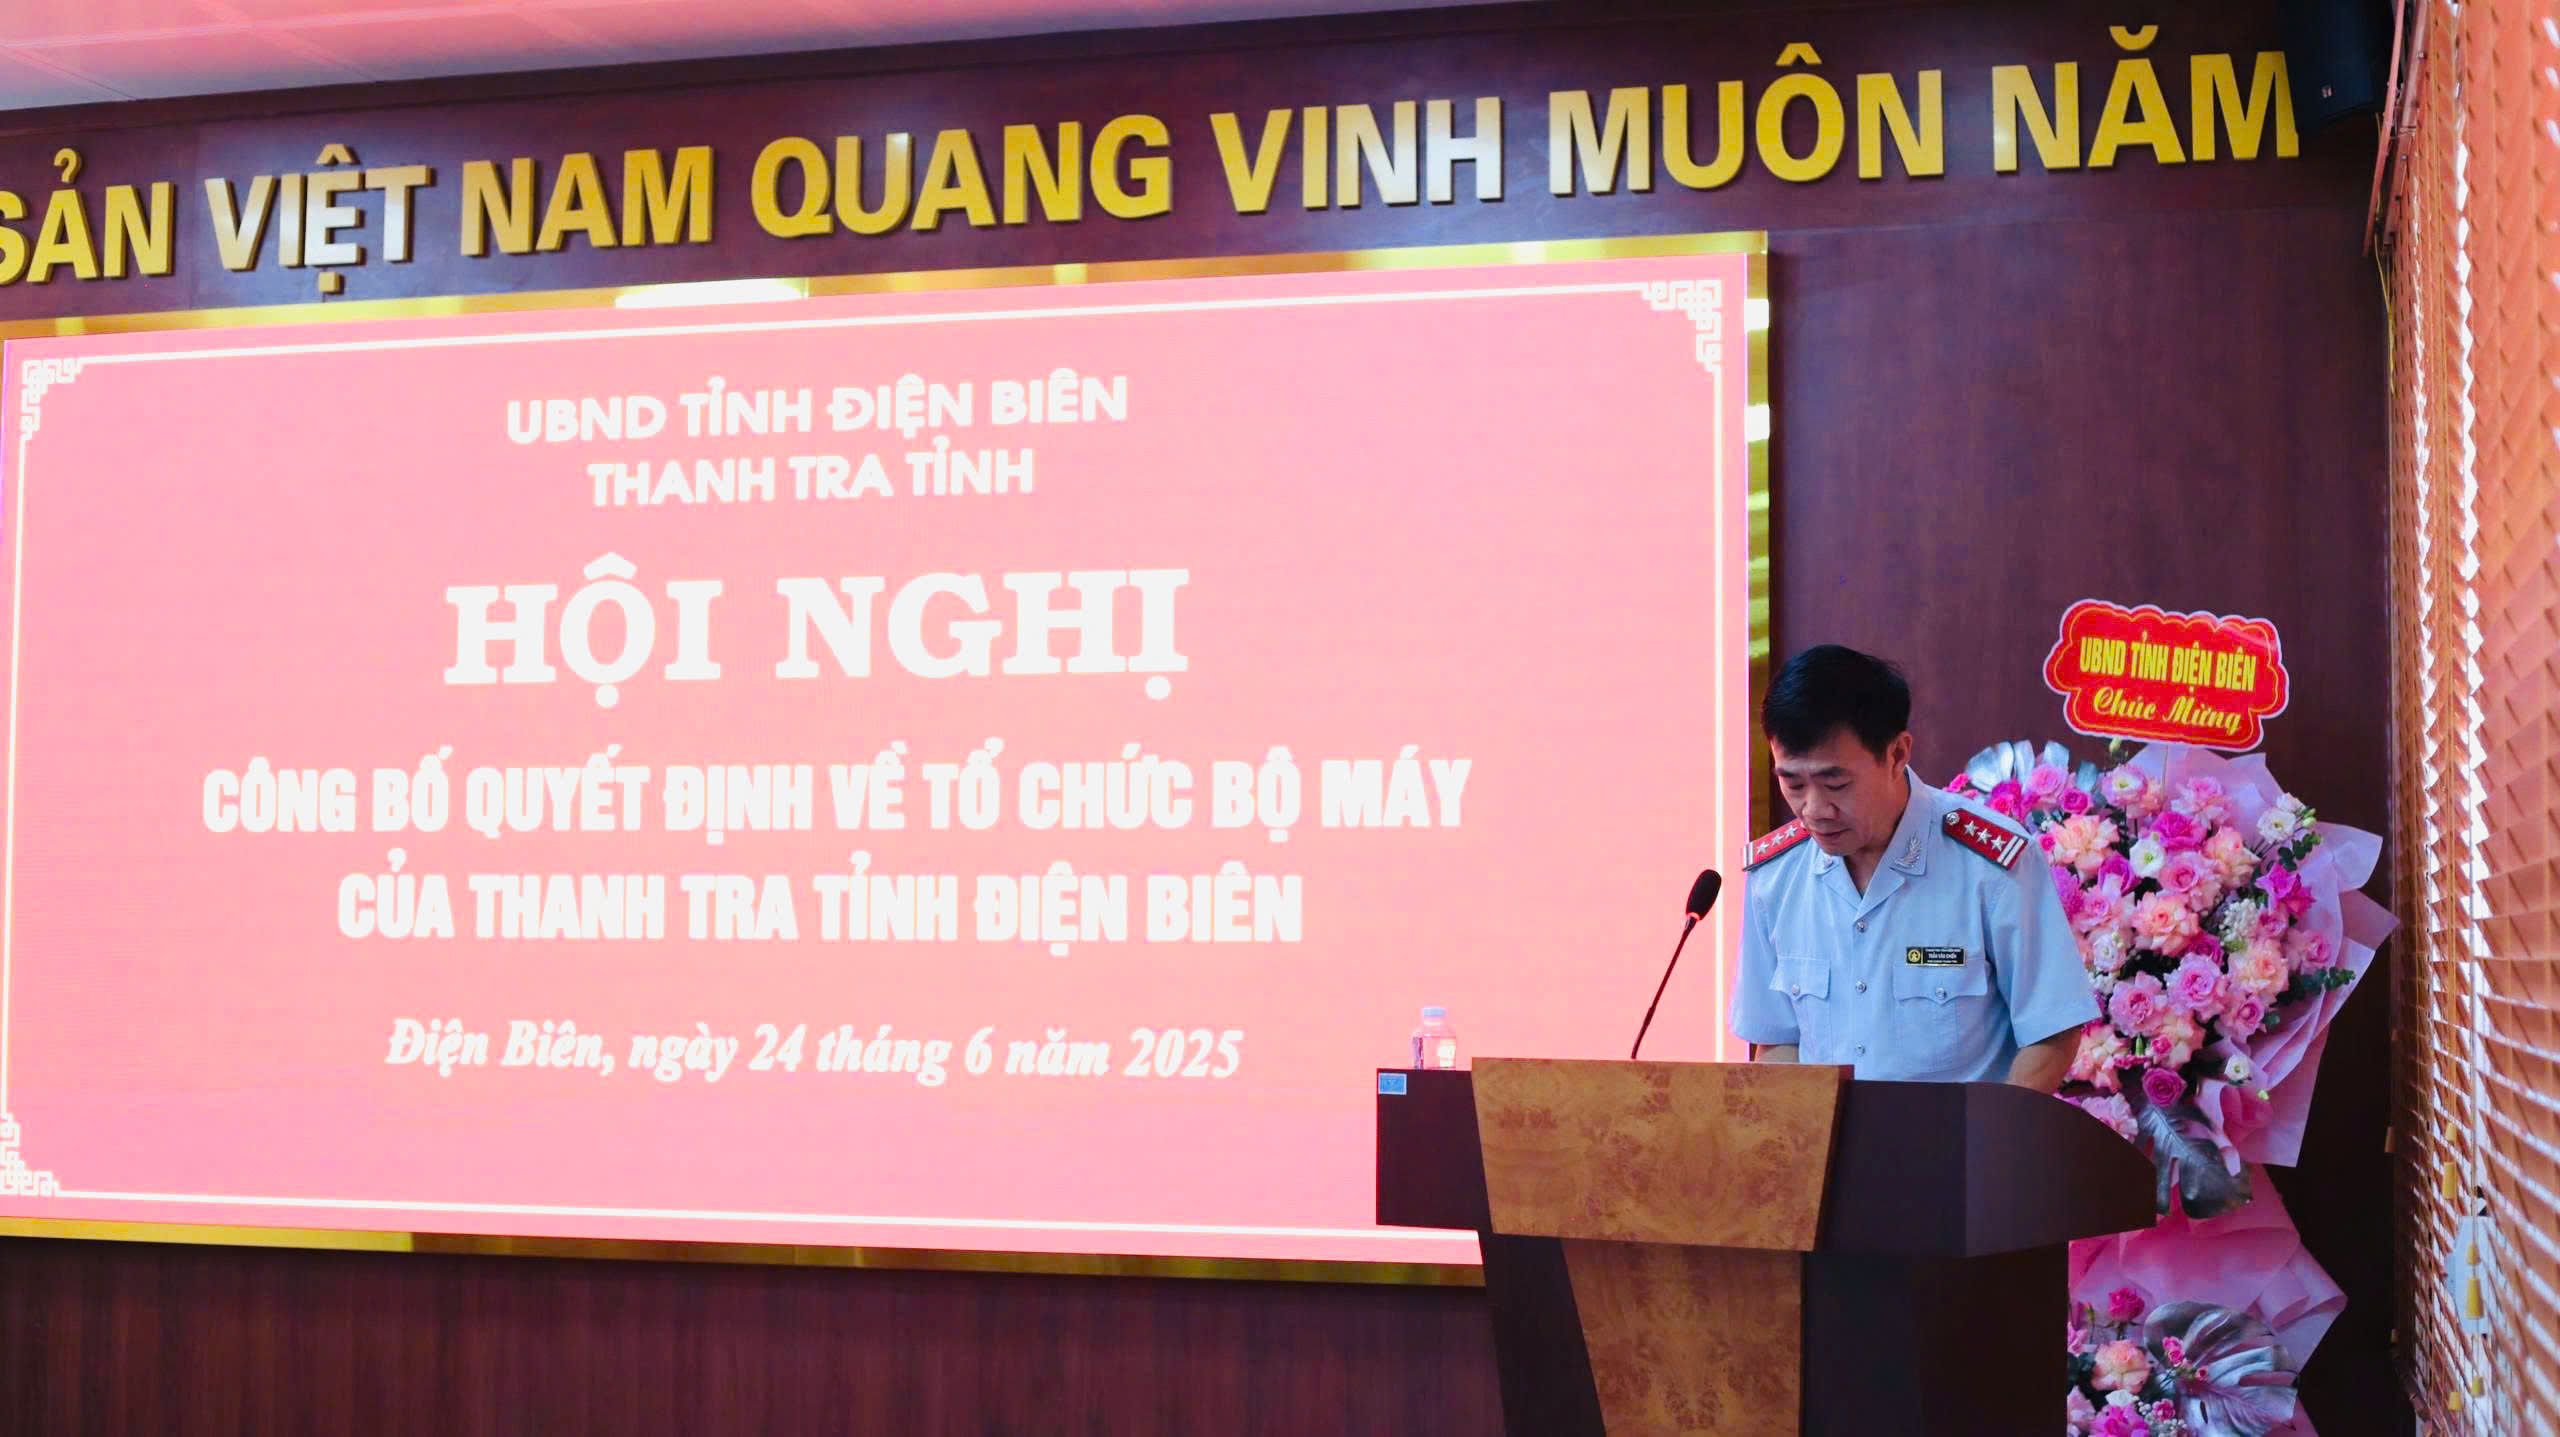 SẢN VIỆT NAM QUANG VINH MUÔN NĂM
UBND TỈNH ĐIỆN BIÊN
THANH TRA TỈNH
HỘI NGHỊ
CÔNG BỐ QUYẾT ĐỊNH VỀ TỔ CHỨC BỘ MÁY
CỦA THANH TRA TỈNH ĐIỆN BIÊN
Điện Biên, ngày 24 tháng 6 năm 2025
UBND TỈNH ĐIỆN BIÊN
Chúc Mừng